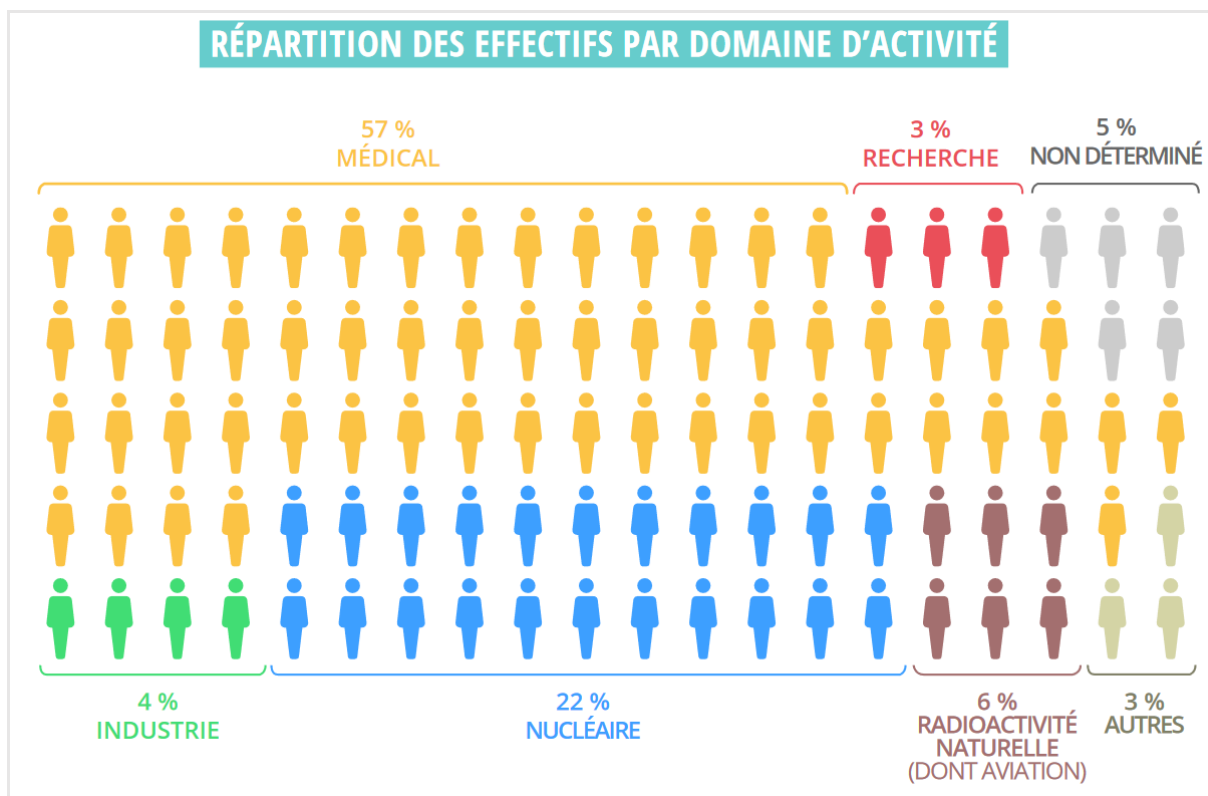 RÉPARTITION DES EFFECTIFS PAR DOMAINE D’ACTIVITÉ
57 %
MÉDICAL
3 %
RECHERCHE
5 %
NON DÉTERMINÉ
4 %
INDUSTRIE
22 %
NUCLÉAIRE
6 %
RADIOACTIVITÉ
NATURELLE
(DONT AVIATION)
3 %
AUTRES